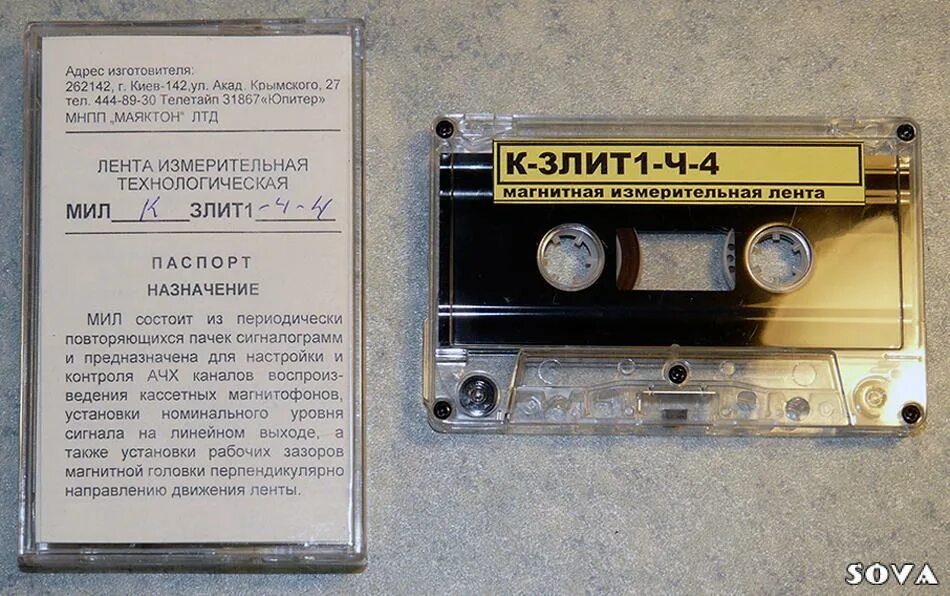 Адрес изготовителя:
262142, г. Киев-142,ул. Акад. Крымского, 27
тел. 444-89-30 Телетайп 31867«Юпитер»
МНПП „МАЯКТОН" ЛТД
ЛЕНТА ИЗМЕРИТЕЛЬНАЯ
ТЕХНОЛОГИЧЕСКАЯ
МИЛ К ЗЛИТ1-Ч-4
ПАСПОРТ
НАЗНАЧЕНИЕ
МИЛ состоит из периодически
повторяющихся пачек сигналограмм
и предназначена для настройки и
контроля АЧХ каналов воспроиз-
ведения кассетных магнитофонов,
установки номинального уровня
сигнала на линейном выходе, а
также установки рабочих зазоров
магнитной головки перпендикулярно
направлению движения ленты.
К-ЗЛИТ1-Ч-4
магнитная измерительная лента
SOVA